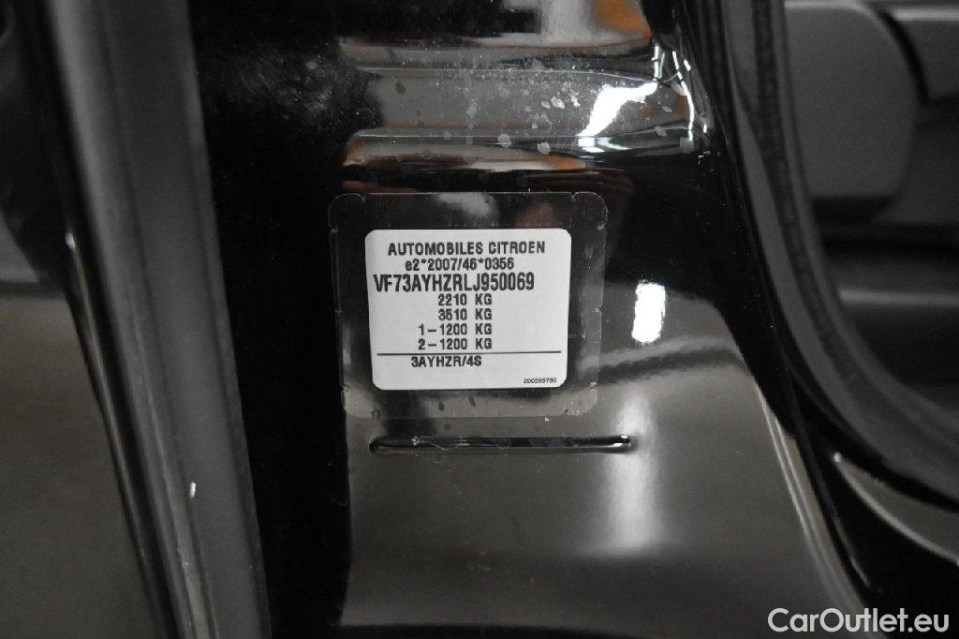 AUTOMOBILES CITROEN
e2*2007/46*0356
VF73AYHZRLJ950069
2210 KG
3510 KG
1-1200 KG
2-1200 KG
3AYHZR/4S
CarOutlet.eu